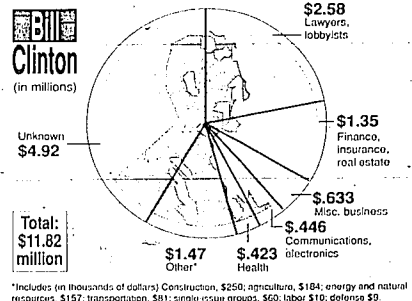 Bill
Clinton
(in millions)
$2.58
Lawyers,
lobbyists
$1.35
Finance,
insurance,
real estate
$.633
Misc. business
$.446
Communications,
electronics
$.423
Health
$1.47
Other*
Unknown
$4.92
Total:
$11.82
million
*Includes (in thousands of dollars) Construction, $250; agriculture, $184; energy and natural
resources, $157; transportation, $81; single-issue groups, $60; labor $10; defense $9.